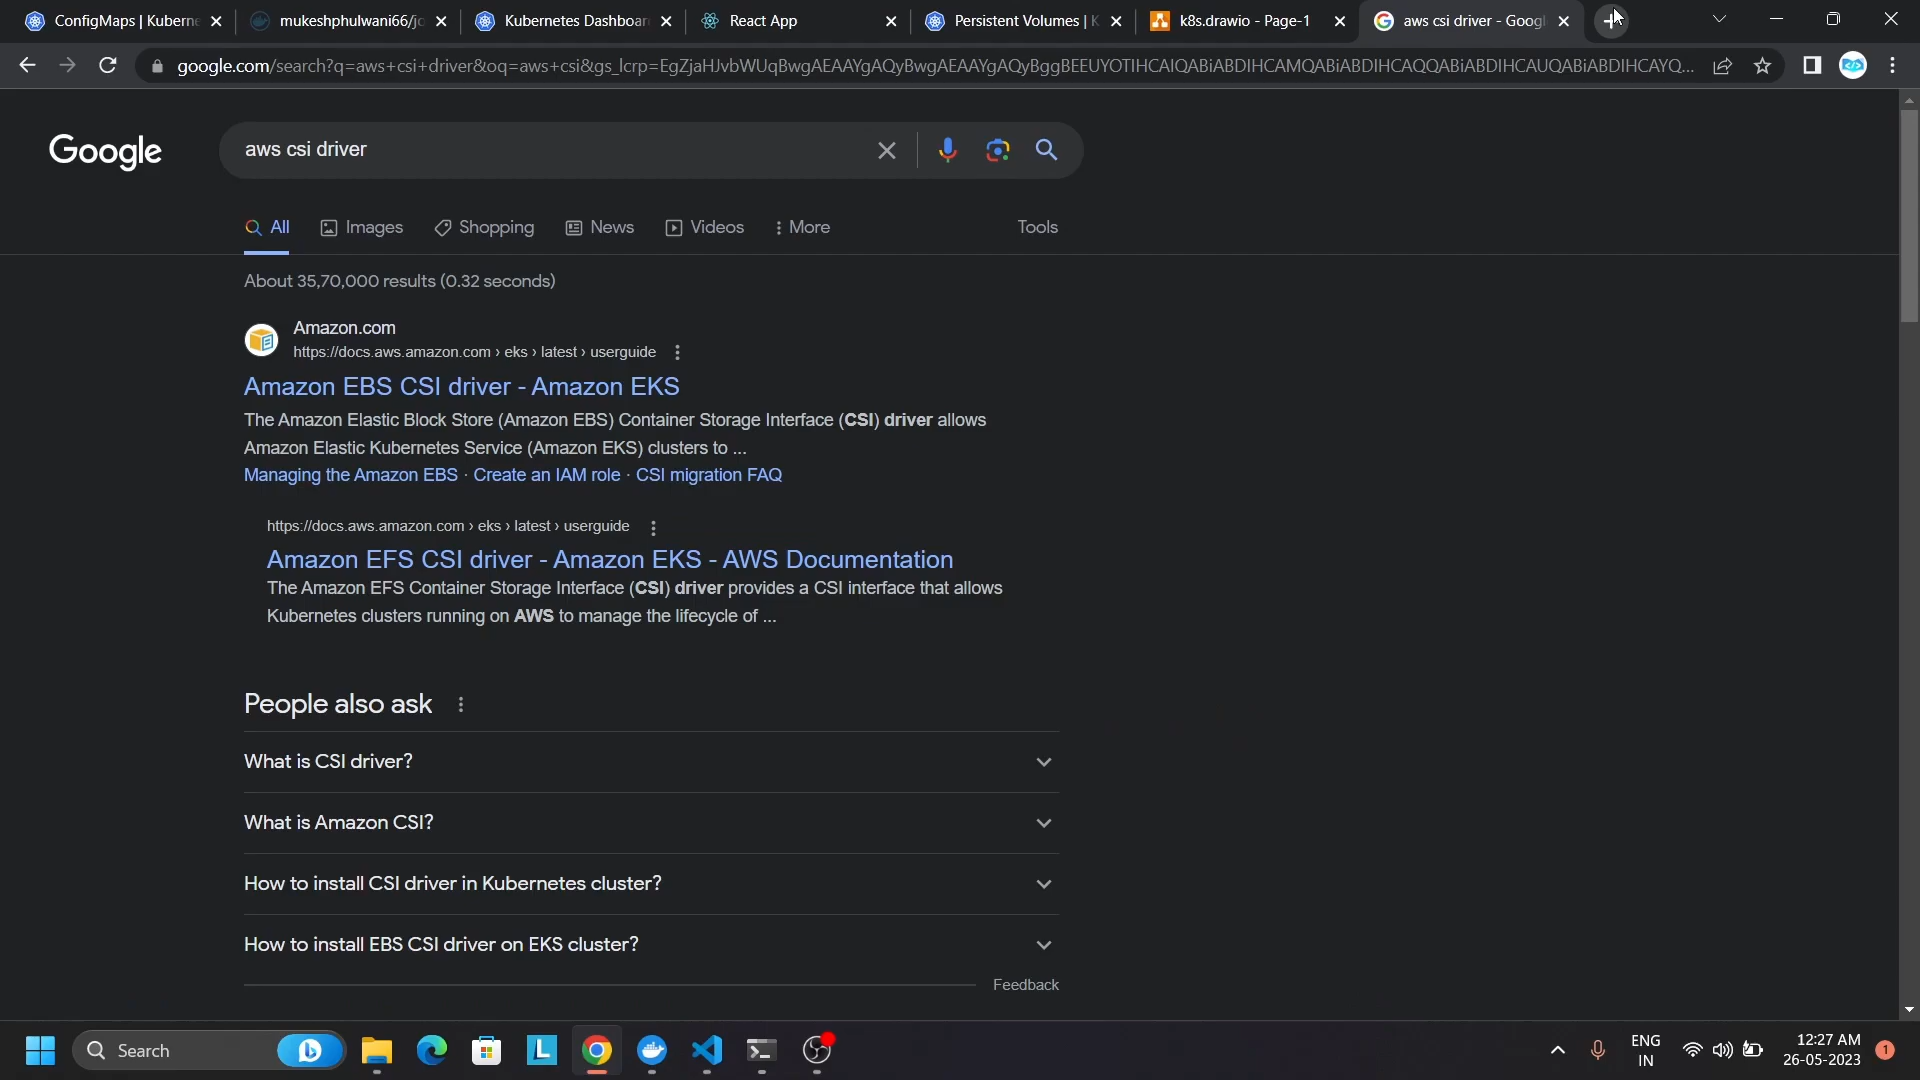 ConfigMaps | Kuberne
mukeshphulwani66/jo
Kubernetes Dashboar
React App
Persistent Volumes | K
k8s.drawio - Page-1
aws csi driver - Googl
google.com/search?q=aws+csi+driver&oq=aws+csi&gs_lcrp=EgZjaHJvbWUqBwgAEAAYgAQyBwgAEAAYgAQyBggBEEUYOTIHCAIQABiABDIHCAMQABiABDIHCAQQABiABDIHCAUQABiABDIHCAYQ...
Google
aws csi driver
All
Images
Shopping
News
Videos
More
Tools
About 35,70,000 results (0.32 seconds)
Amazon.com
https://docs.aws.amazon.com › eks › latest › userguide
Amazon EBS CSI driver - Amazon EKS
The Amazon Elastic Block Store (Amazon EBS) Container Storage Interface (CSI) driver allows
Amazon Elastic Kubernetes Service (Amazon EKS) clusters to ...
Managing the Amazon EBS · Create an IAM role · CSI migration FAQ
https://docs.aws.amazon.com › eks › latest › userguide
Amazon EFS CSI driver - Amazon EKS - AWS Documentation
The Amazon EFS Container Storage Interface (CSI) driver provides a CSI interface that allows
Kubernetes clusters running on AWS to manage the lifecycle of ...
People also ask
What is CSI driver?
What is Amazon CSI?
How to install CSI driver in Kubernetes cluster?
How to install EBS CSI driver on EKS cluster?
Feedback
Search
L
ENG
IN
12:27 AM
26-05-2023
1